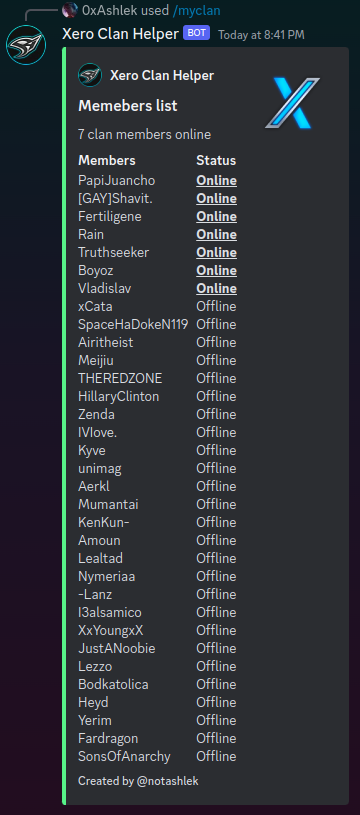 0xAshlek used /myclan
Xero Clan Helper BOT Today at 8:41 PM
Xero Clan Helper
Memebers list
7 clan members online
Members Status
PapiJuancho Online
[GAY]Shavit. Online
Fertiligene Online
Rain Online
Truthseeker Online
Boyoz Online
Vladislav Online
xCata Offline
SpaceHaDokeN119 Offline
Airitheist Offline
Meijiu Offline
THEREDZONE Offline
HillaryClinton Offline
Zenda Offline
IVIove. Offline
Kyve Offline
unimag Offline
Aerkl Offline
Mumantai Offline
KenKun- Offline
Amoun Offline
Lealtad Offline
Nymeriaa Offline
-Lanz Offline
I3alsamico Offline
XxYoungxX Offline
JustANoobie Offline
Lezzo Offline
Bodkatolica Offline
Heyd Offline
Yerim Offline
Fardragon Offline
SonsOfAnarchy Offline
Created by @notashlek